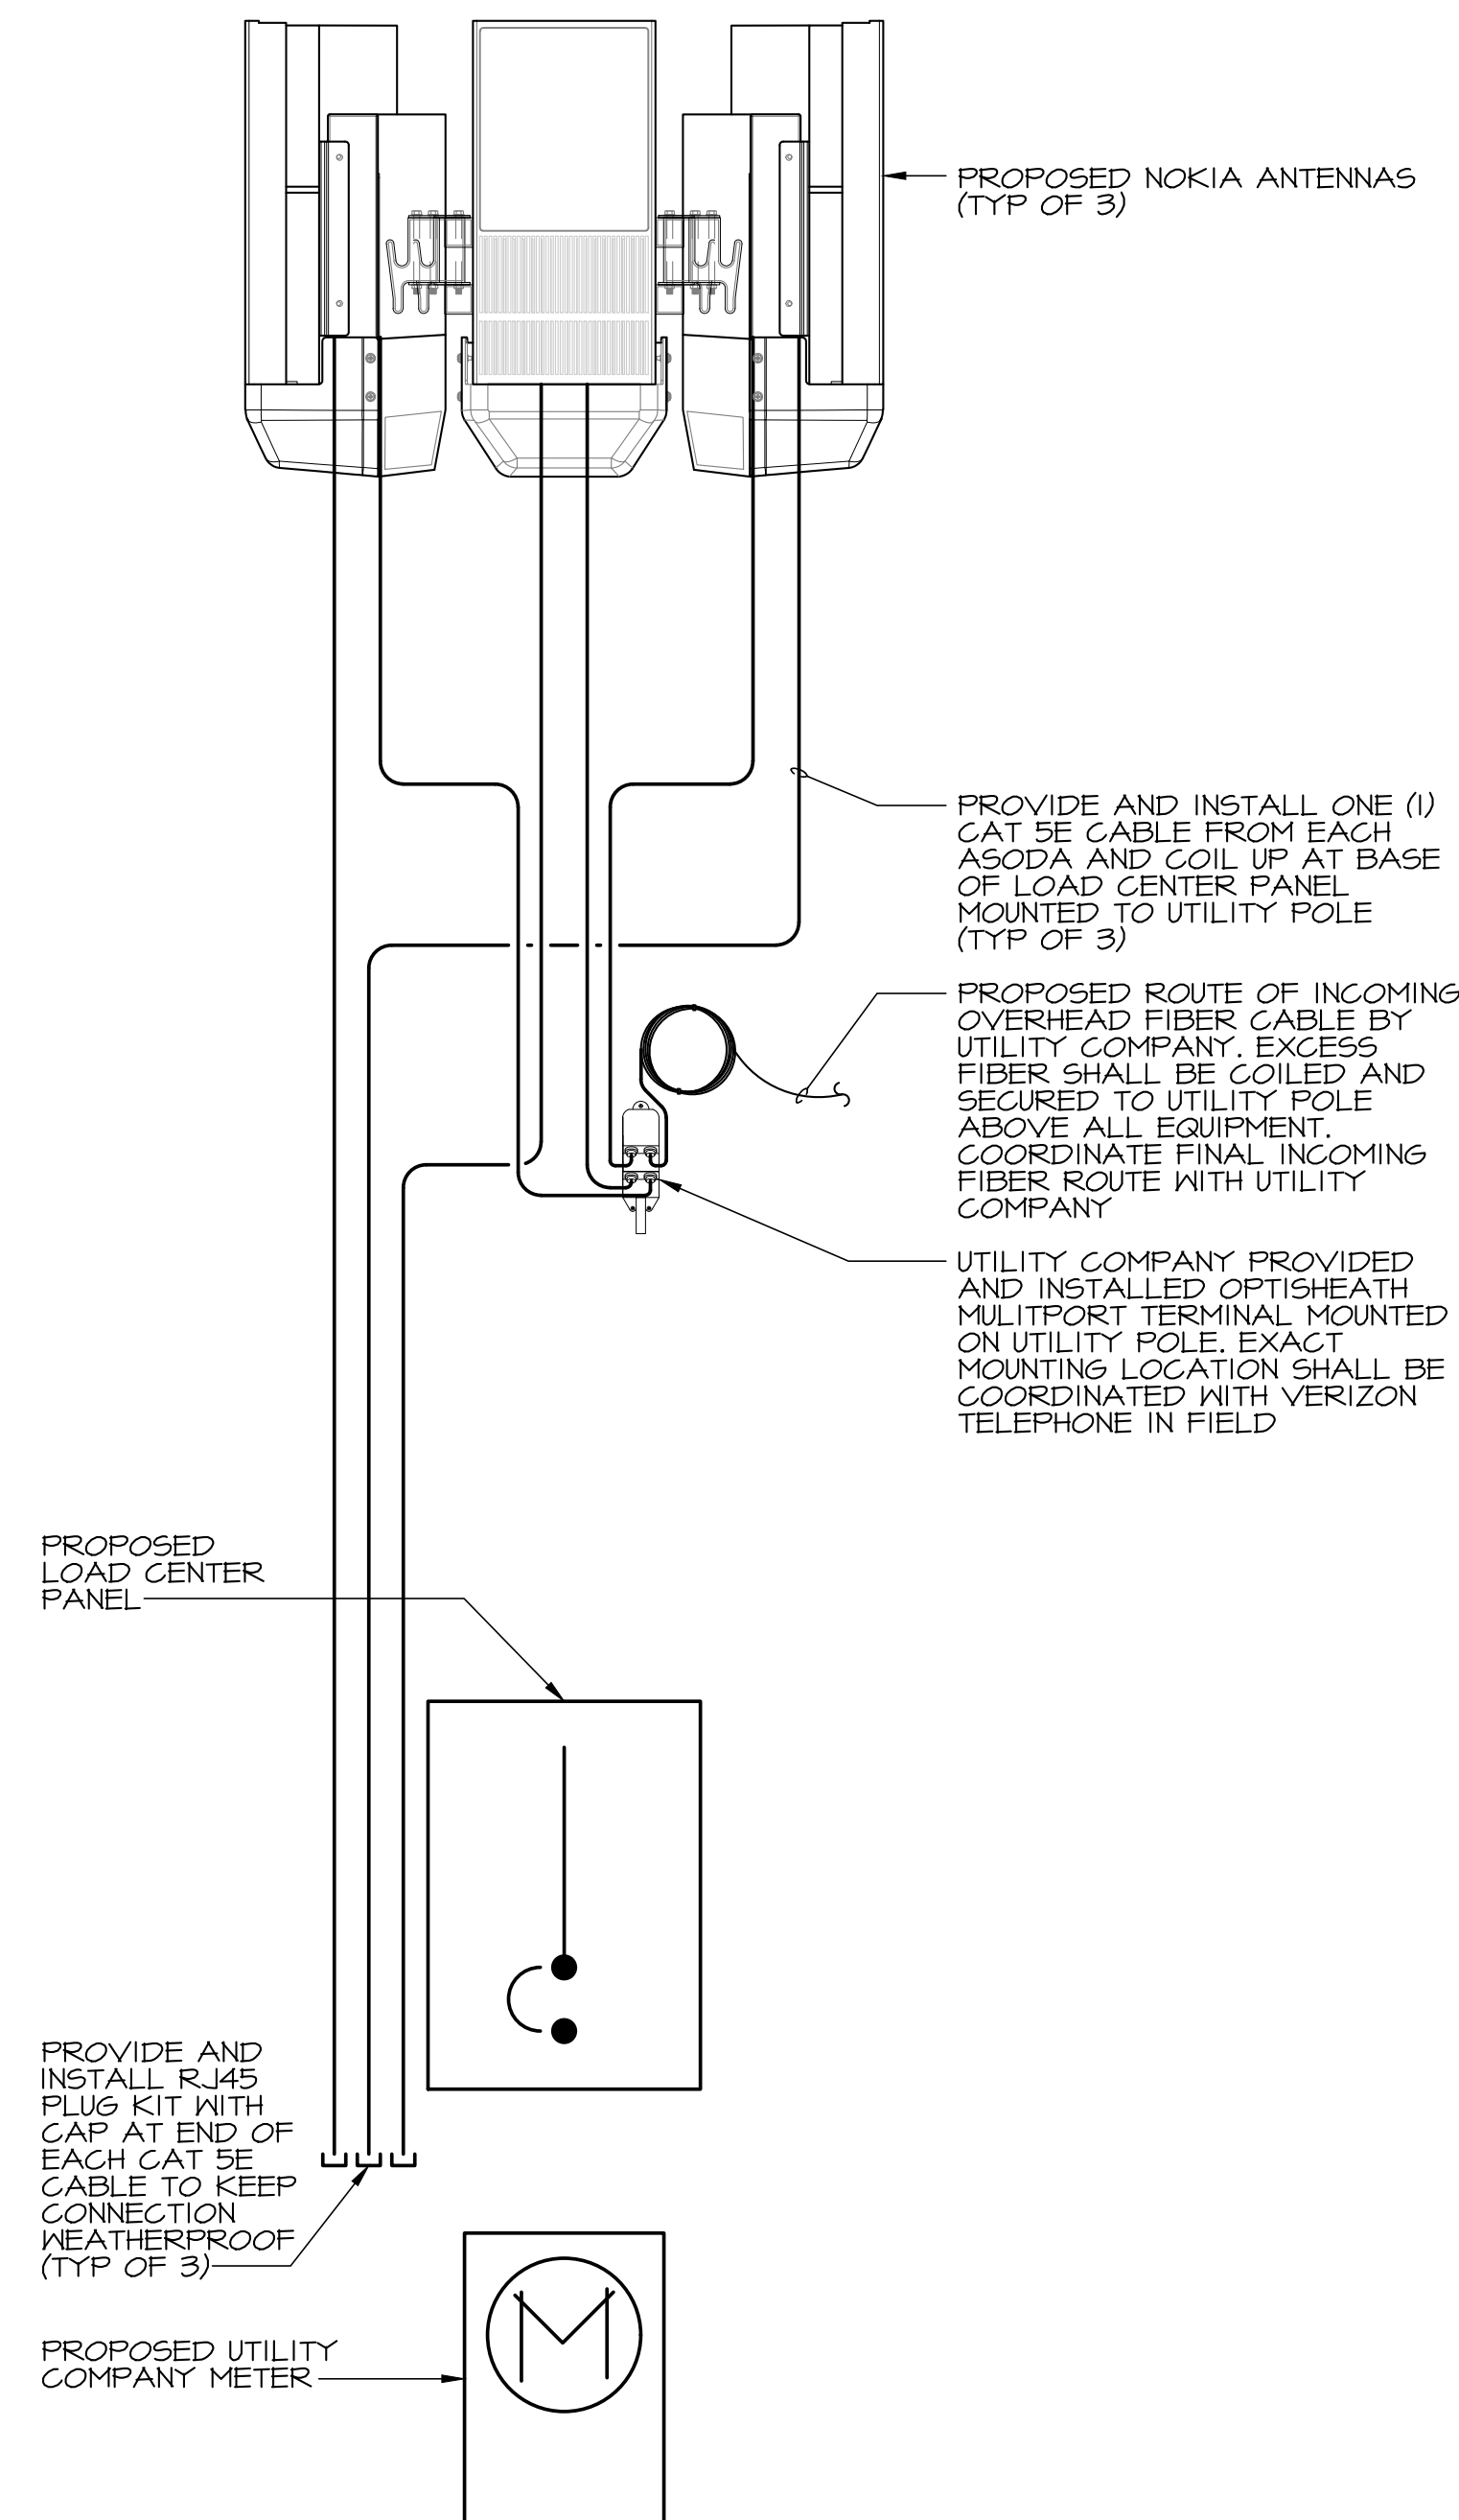 PROPOSED NOKIA ANTENNAS
(TYP OF 3)
PROVIDE AND INSTALL ONE (1)
CAT 5E CABLE FROM EACH
ASODA AND COIL UP AT BASE
OF LOAD CENTER PANEL
MOUNTED TO UTILITY POLE
(TYP OF 3)
PROPOSED ROUTE OF INCOMING
OVERHEAD FIBER CABLE BY
UTILITY COMPANY. EXCESS
FIBER SHALL BE COILED AND
SECURED TO UTILITY POLE
ABOVE ALL EQUIPMENT.
COORDINATE FINAL INCOMING
FIBER ROUTE WITH UTILITY
COMPANY
UTILITY COMPANY PROVIDED
AND INSTALLED OPTISHEATH
MULITPORT TERMINAL MOUNTED
ON UTILITY POLE. EXACT
MOUNTING LOCATION SHALL BE
COORDINATED WITH VERIZON
TELEPHONE IN FIELD
PROPOSED
LOAD CENTER
PANEL
PROVIDE AND
INSTALL RJ45
PLUG KIT WITH
CAP AT END OF
EACH CAT 5E
CABLE TO KEEP
CONNECTION
WEATHERPROOF
(TYP OF 3)
M
PROPOSED UTILITY
COMPANY METER